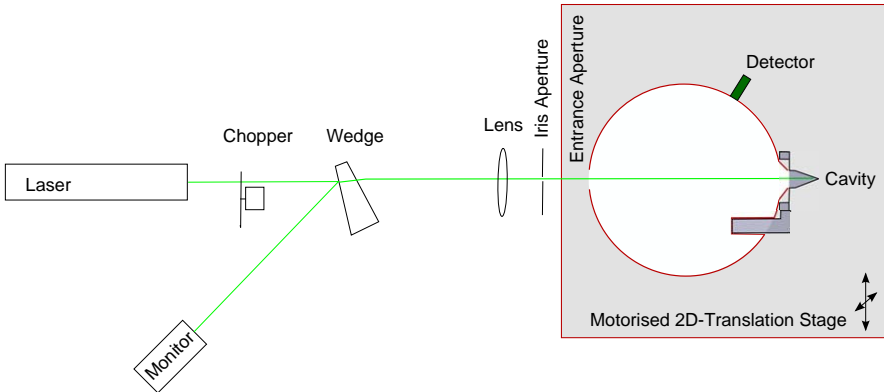 Laser
Chopper
Wedge
Monitor
Lens
Iris Aperture
Entrance Aperture
Detector
Cavity
Motorised 2D-Translation Stage